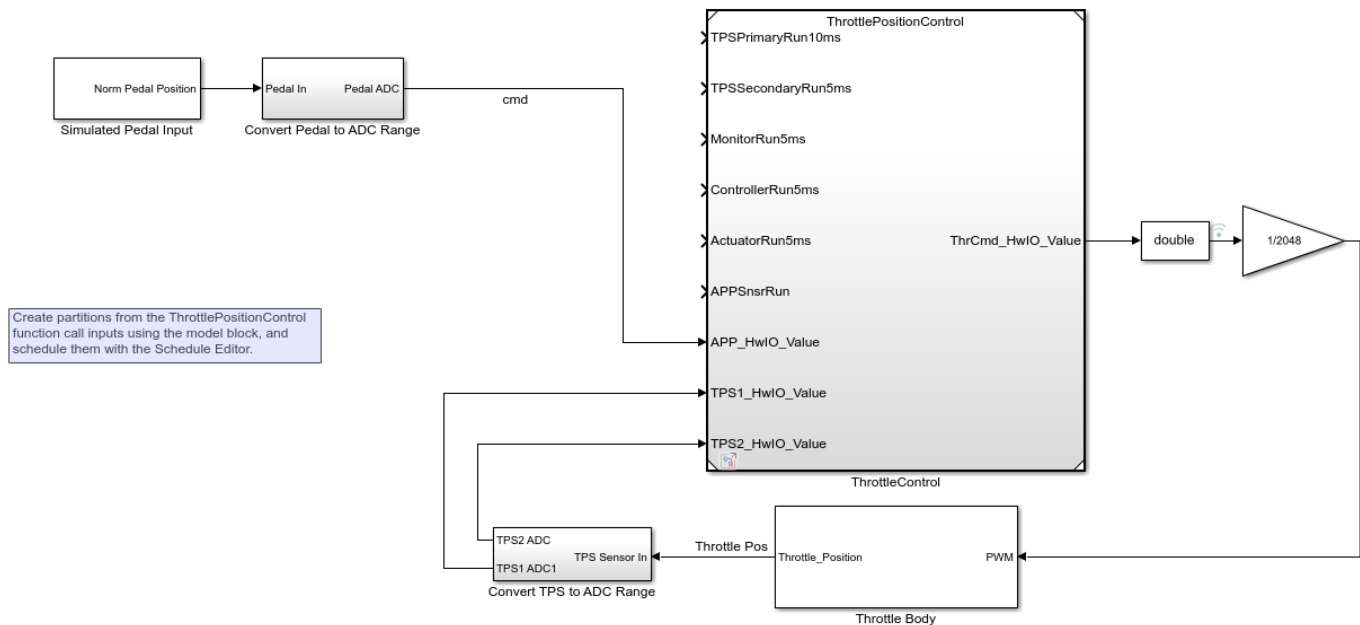 ThrottlePositionControl
TPSPrimaryRun10ms
Norm Pedal Position
Pedal In
Pedal ADC
TPSSecondaryRun5ms
cmd
Simulated Pedal Input
Convert Pedal to ADC Range
MonitorRun5ms
ControllerRun5ms
ActuatorRun5ms
ThrCmd_HwIO_Value
double
1/2048
APPSnsrRun
Create partitions from the ThrottlePositionControl
function call inputs using the model block, and
schedule them with the Schedule Editor.
APP_HwIO_Value
TPS1_HwIO_Value
TPS2_HwIO_Value
ThrottleControl
TPS2 ADC
TPS Sensor In
TPS1 ADC1
Throttle Pos
Throttle_Position
PWM
Convert TPS to ADC Range
Throttle Body